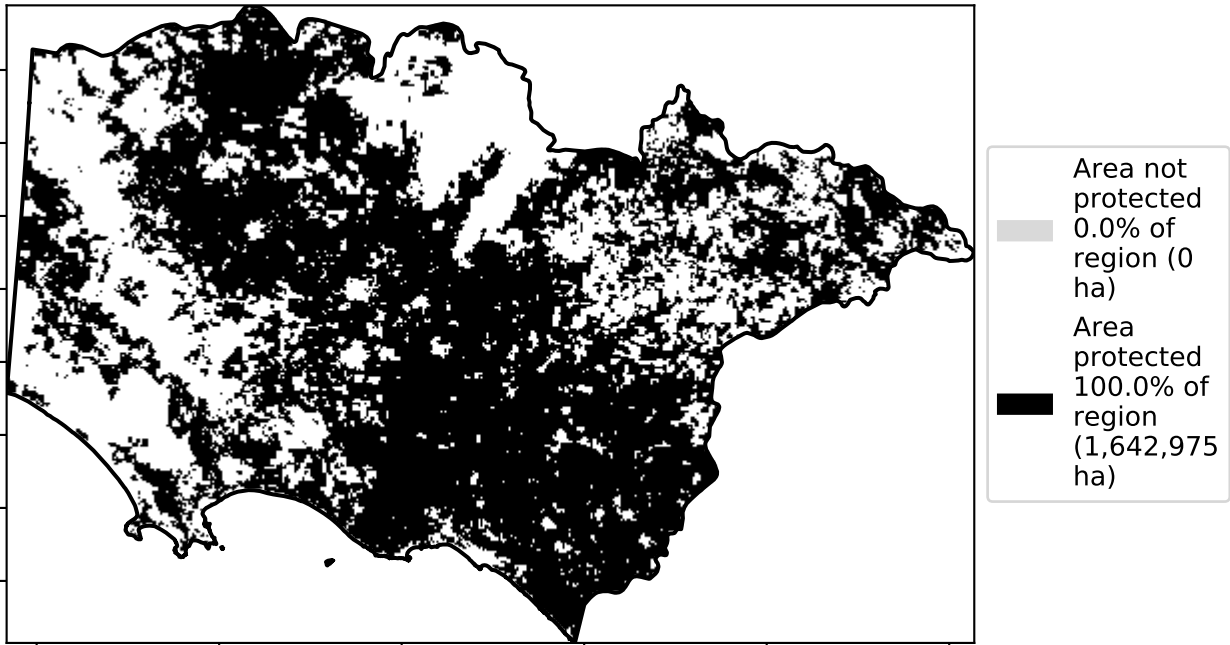 Area not
protected
0.0% of
region (0
ha)
Area
protected
100.0% of
region
(1,642,975
ha)